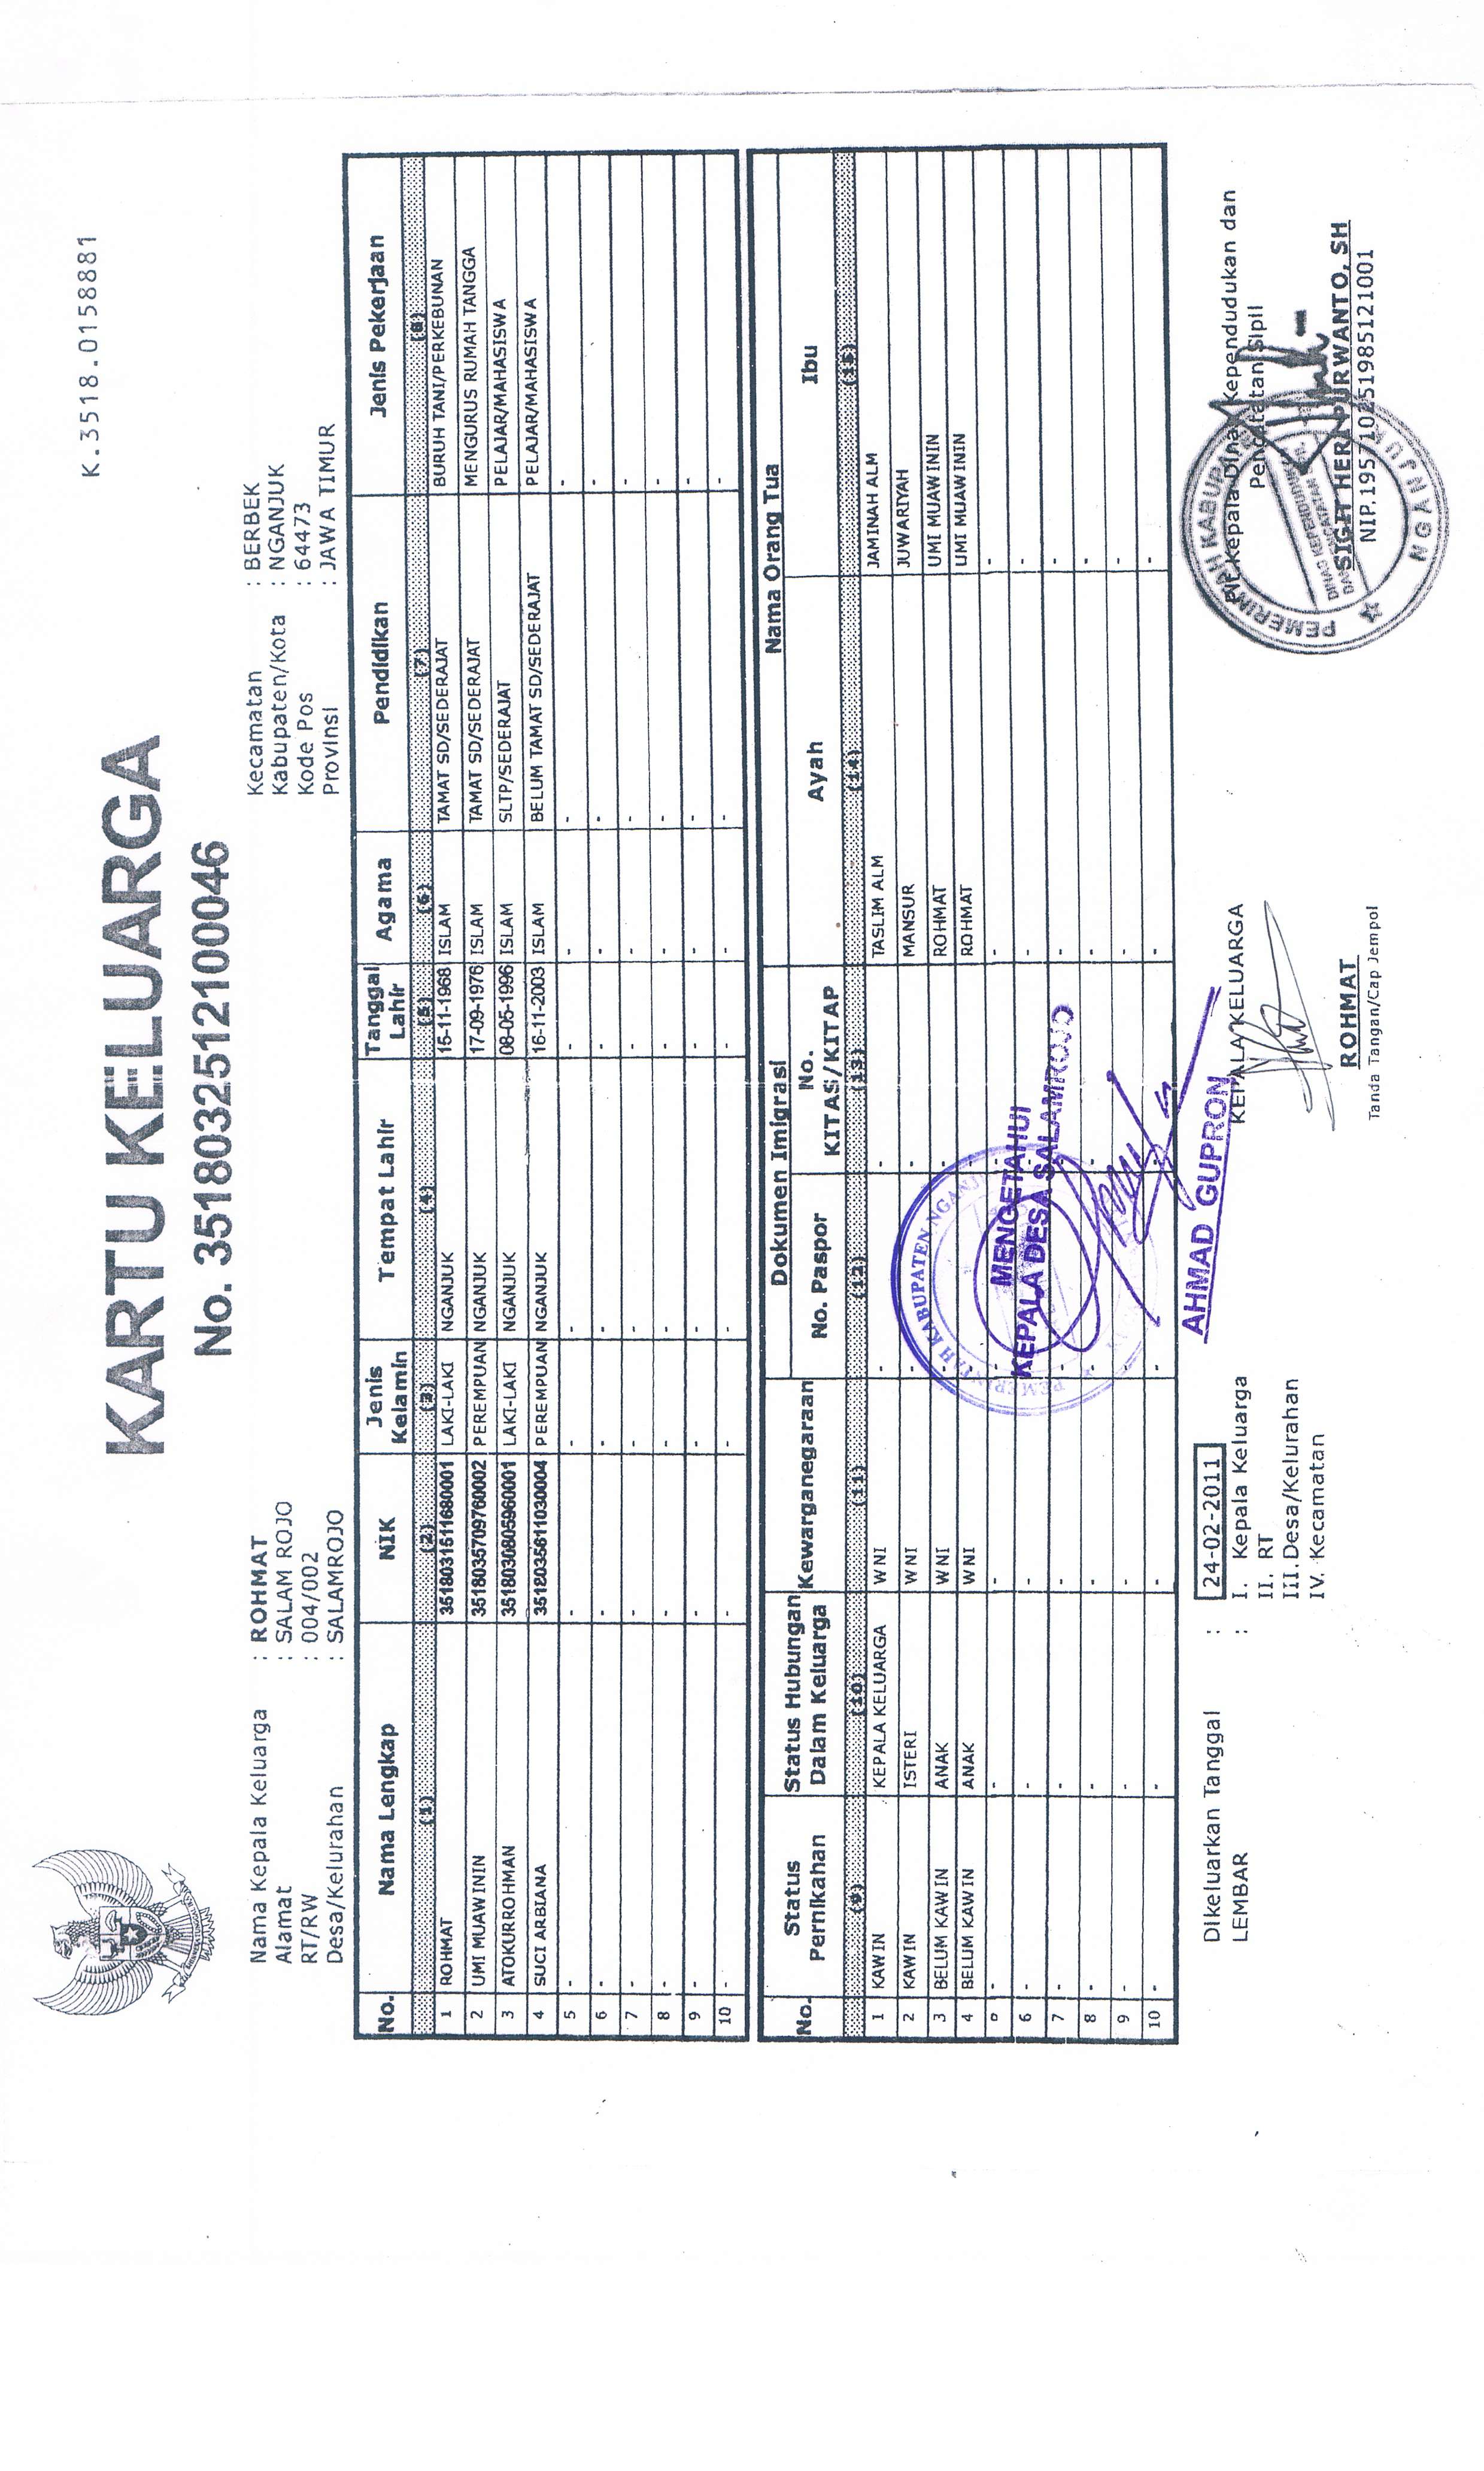 K.3518.0158881
KARTU KELUARGA
No. 3518032512100046
Nama Kepala Keluarga : ROHMAT
Alamat : SALAM ROJO
RT/RW : 004/002
Desa/Kelurahan : SALAMROJO
Kecamatan : BERBEK
Kabupaten/Kota : NGANJUK
Kode Pos : 64473
Provinsi : JAWA TIMUR
No. Nama Lengkap NIK Jenis Kelamin Tempat Lahir Tanggal Lahir Agama Pendidikan Jenis Pekerjaan
(1) (2) (3) (4) (5) (6) (7) (8)
1 ROHMAT 3518031511680001 LAKI-LAKI NGANJUK 15-11-1968 ISLAM TAMAT SD/SEDERAJAT BURUH TANI/PERKEBUNAN
2 UMI MUAWININ 3518035709760002 PEREMPUAN NGANJUK 17-09-1976 ISLAM TAMAT SD/SEDERAJAT MENGURUS RUMAH TANGGA
3 ATOKURROHMAN 3518030805960001 LAKI-LAKI NGANJUK 08-05-1996 ISLAM SLTP/SEDERAJAT PELAJAR/MAHASISWA
4 SUCI ARBIANA 3518035611030004 PEREMPUAN NGANJUK 16-11-2003 ISLAM BELUM TAMAT SD/SEDERAJAT PELAJAR/MAHASISWA
5 - - - - - - - -
6 - - - - - - - -
7 - - - - - - - -
8 - - - - - - - -
9 - - - - - - - -
10 - - - - - - - -
No. Status Pernikahan Status Hubungan Dalam Keluarga Kewarganegaraan Dokumen Imigrasi Nama Orang Tua
No. Paspor No. KITAS/KITAP Ayah Ibu
(9) (10) (11) (12) (13) (14) (15)
1 KAWIN KEPALA KELUARGA WNI - - TASLIM ALM JAMINAH ALM
2 KAWIN ISTERI WNI - - MANSUR JUWARIYAH
3 BELUM KAWIN ANAK WNI - - ROHMAT UMI MUAWININ
4 BELUM KAWIN ANAK WNI - - ROHMAT UMI MUAWININ
- - - - - - -
6 - - - - - - -
7 - - - - - - -
8 - - - - - - -
9 - - - - - - -
10 - - - - - - -
PEMERINTAH KABUPATEN NGANJUK
MENGETAHUI
KEPALA DESA SALAMROJO
AHMAD GUPRON
Dikeluarkan Tanggal : 24-02-2011
LEMBAR : I. Kepala Keluarga
II. RT
III. Desa/Kelurahan
IV. Kecamatan
KEPALA KELUARGA
ROHMAT
Tanda Tangan/Cap Jempol
Plt.Kepala Dinas Kependudukan dan
Pencatatan Sipil
PEMERINTAH KABUPATEN
NGANJUK
DINAS KEPENDUDUKAN
DAN CATATAN
SIGIT HERI PURWANTO, SH